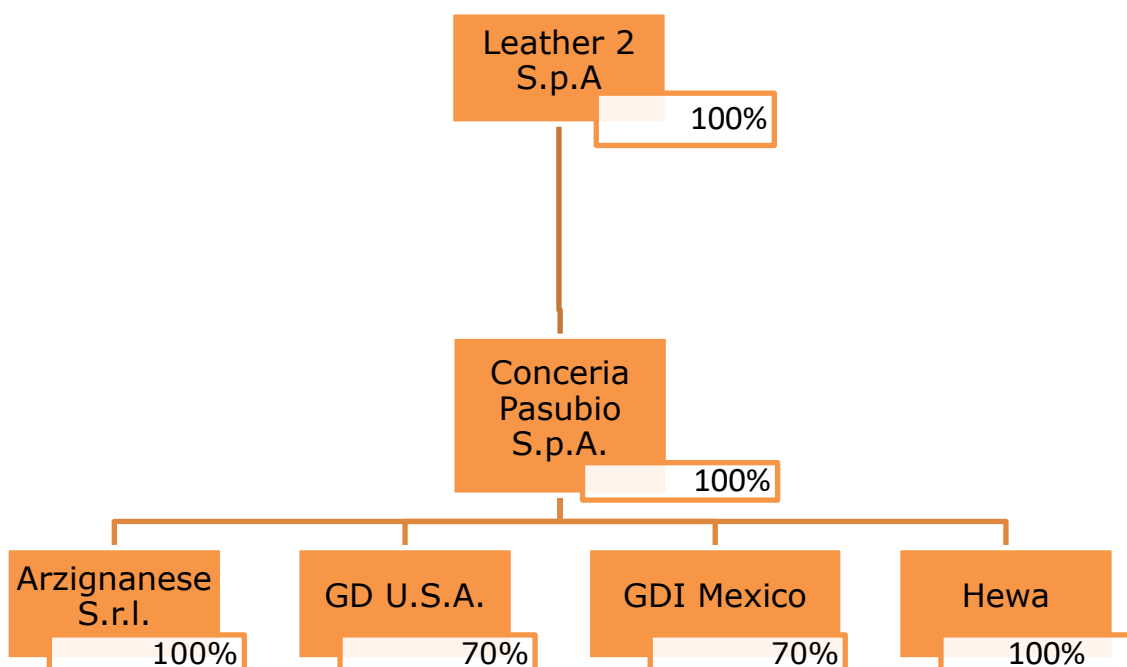 Leather 2
S.p.A
100%
Conceria
Pasubio
S.p.A.
100%
Arzignanese
S.r.l.
100%
GD U.S.A.
70%
GDI Mexico
70%
Hewa
100%